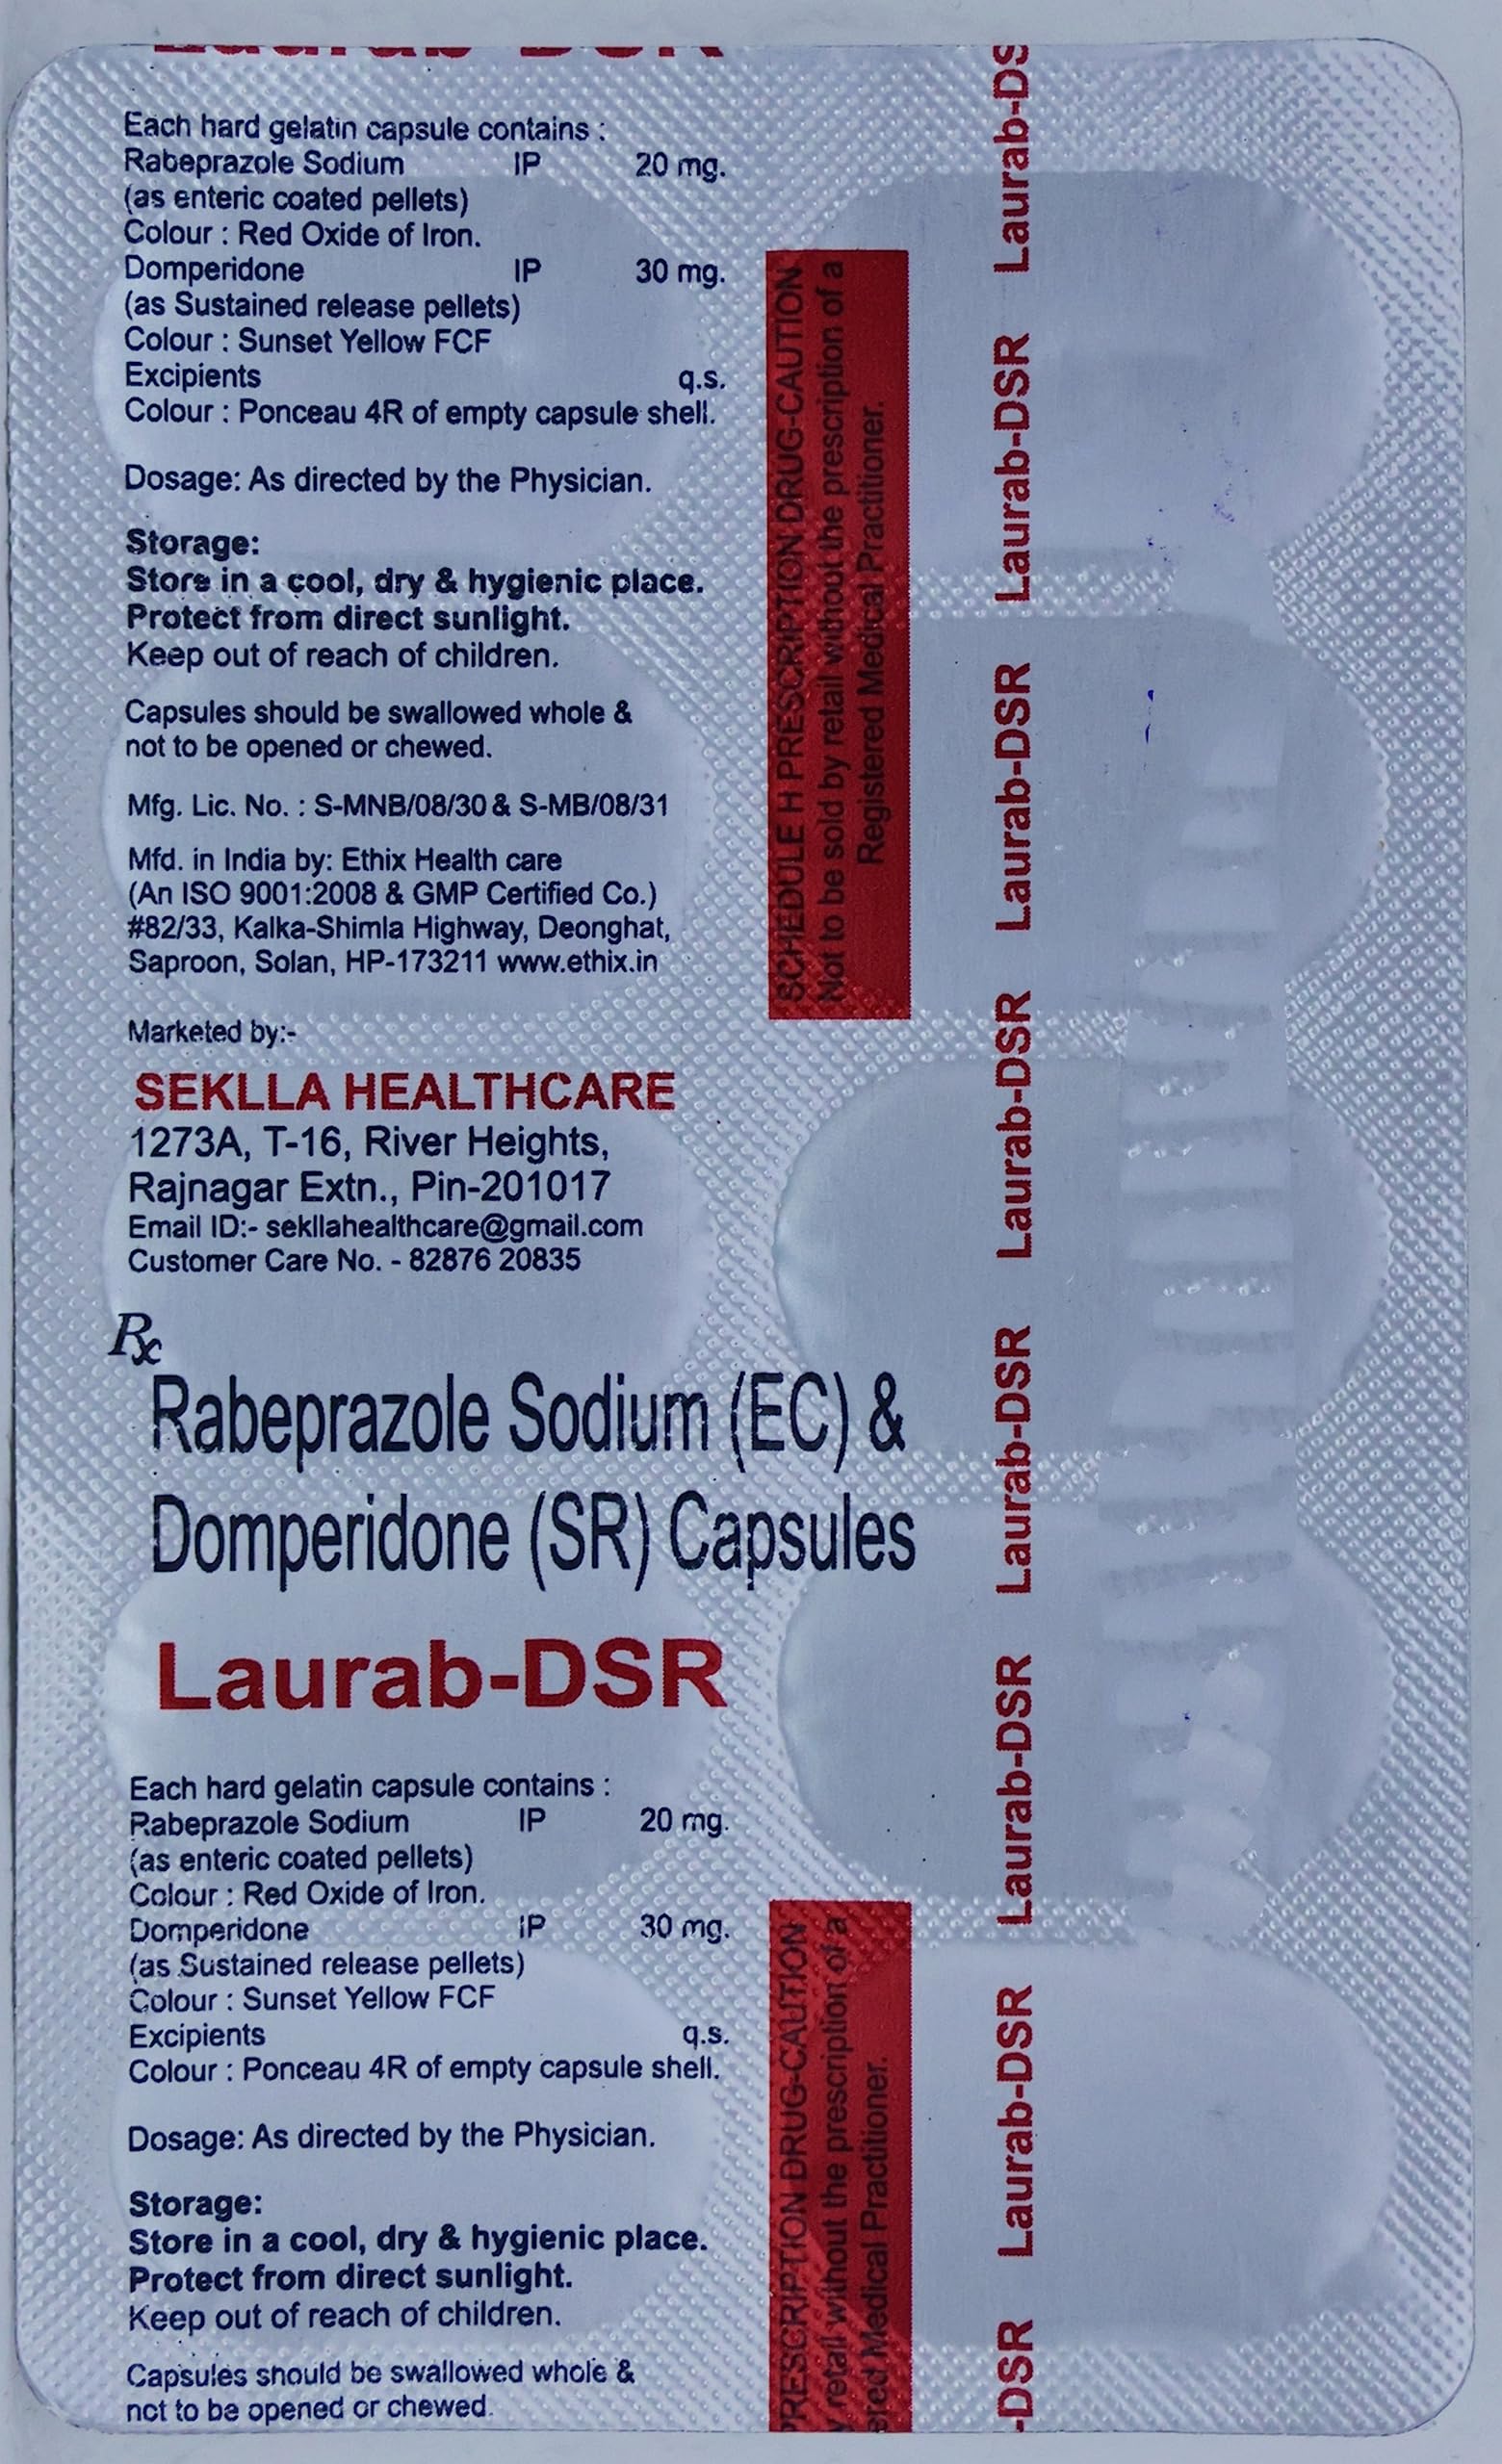 Laurab-DSR
Each hard gelatin capsule contains :
Rabeprazole Sodium IP 20 mg.
(as enteric coated pellets)
Colour : Red Oxide of Iron.
Domperidone IP 30 mg.
(as Sustained release pellets)
Colour : Sunset Yellow FCF
Excipients q.s.
Colour : Ponceau 4R of empty capsule shell.
Dosage: As directed by the Physician.
Storage:
Store in a cool, dry & hygienic place.
Protect from direct sunlight.
Keep out of reach of children.
Capsules should be swallowed whole &
not to be opened or chewed.
Mfg. Lic. No. : S-MNB/08/30 & S-MB/08/31
Mfd. in India by: Ethix Health care
(An ISO 9001:2008 & GMP Certified Co.)
#82/33, Kalka-Shimla Highway, Deonghat,
Saproon, Solan, HP-173211 www.ethix.in
Marketed by:-
SEKLLA HEALTHCARE
1273A, T-16, River Heights,
Rajnagar Extn., Pin-201017
Email ID:- sekllahealthcare@gmail.com
Customer Care No. - 82876 20835
Rx
Rabeprazole Sodium (EC) &
Domperidone (SR) Capsules
Laurab-DSR
Each hard gelatin capsule contains :
Rabeprazole Sodium IP 20 mg.
(as enteric coated pellets)
Colour : Red Oxide of Iron.
Domperidone IP 30 mg.
(as Sustained release pellets)
Colour : Sunset Yellow FCF
Excipients q.s.
Colour : Ponceau 4R of empty capsule shell.
Dosage: As directed by the Physician.
Storage:
Store in a cool, dry & hygienic place.
Protect from direct sunlight.
Keep out of reach of children.
Capsules should be swallowed whole &
not to be opened or chewed.
SCHEDULE H PRESCRIPTION DRUG-CAUTION
Not to be sold by retail without the prescription of a
Registered Medical Practitioner.
PRESCRIPTION DRUG-CAUTION
retail without the prescription of a
ered Medical Practitioner.
-DSR Laurab-DSR Laurab-DSR Laurab-DSR Laurab-DSR Laurab-DSR Laurab-DSR Laurab-DS